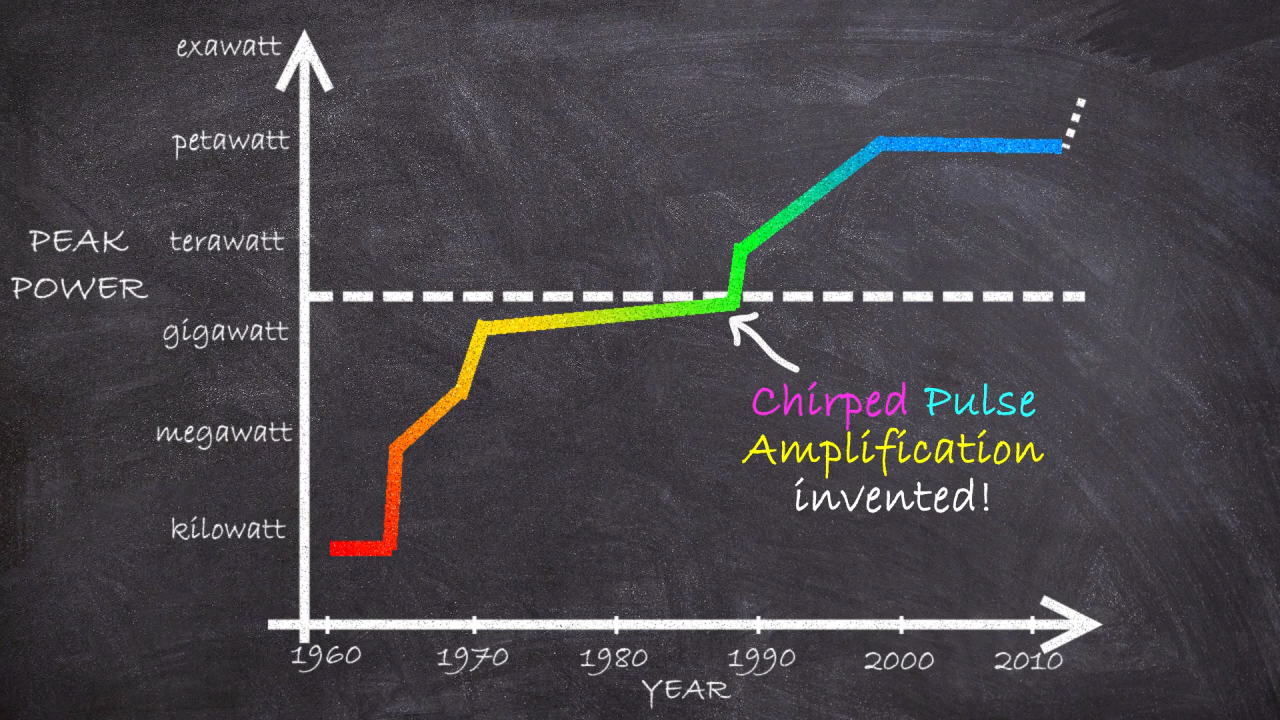 exawatt
petawatt
PEAK
POWER
terawatt
gigawatt
megawatt
kilowatt
Chirped Pulse
Amplification
invented!
1960 1970 1980 1990 2000 2010
YEAR